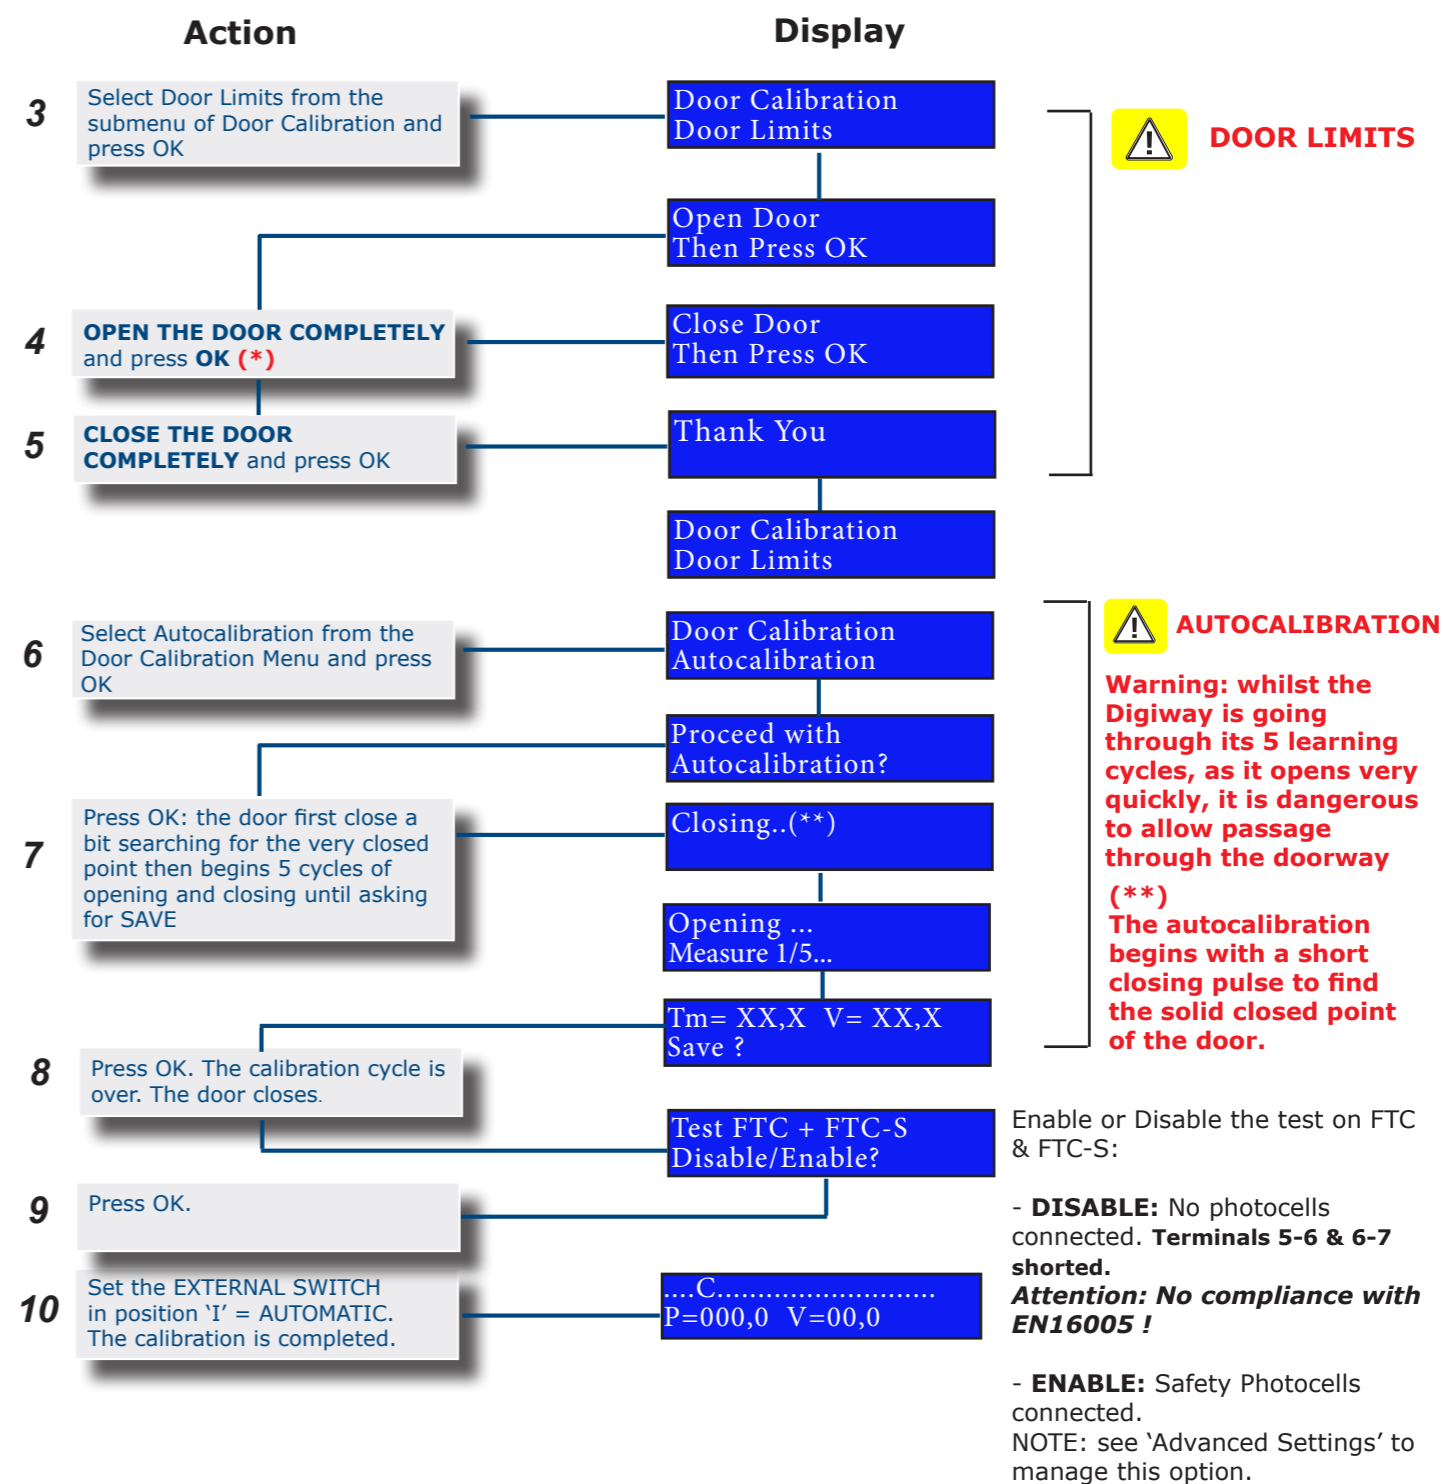 Action
Display
3
Select Door Limits from the
submenu of Door Calibration and
press OK
Door Calibration
Door Limits
DOOR LIMITS
Open Door
Then Press OK
4
OPEN THE DOOR COMPLETELY
and press OK (*)
Close Door
Then Press OK
5
CLOSE THE DOOR
COMPLETELY and press OK
Thank You
Door Calibration
Door Limits
6
Select Autocalibration from the
Door Calibration Menu and press
OK
Door Calibration
Autocalibration
AUTOCALIBRATION
Warning: whilst the
Digiway is going
through its 5 learning
cycles, as it opens very
quickly, it is dangerous
to allow passage
through the doorway
(**)
The autocalibration
begins with a short
closing pulse to find
the solid closed point
of the door.
Proceed with
Autocalibration?
7
Press OK: the door first close a
bit searching for the very closed
point then begins 5 cycles of
opening and closing until asking
for SAVE
Closing..(**)
Opening ...
Measure 1/5...
Tm= XX,X V= XX,X
Save ?
8
Press OK. The calibration cycle is
over. The door closes.
Test FTC + FTC-S
Disable/Enable?
Enable or Disable the test on FTC
& FTC-S:
- DISABLE: No photocells
connected. Terminals 5-6 & 6-7
shorted.
Attention: No compliance with
EN16005 !
- ENABLE: Safety Photocells
connected.
NOTE: see ‘Advanced Settings’ to
manage this option.
9
Press OK.
10
Set the EXTERNAL SWITCH
in position ‘I’ = AUTOMATIC.
The calibration is completed.
....C..........................
P=000,0 V=00,0